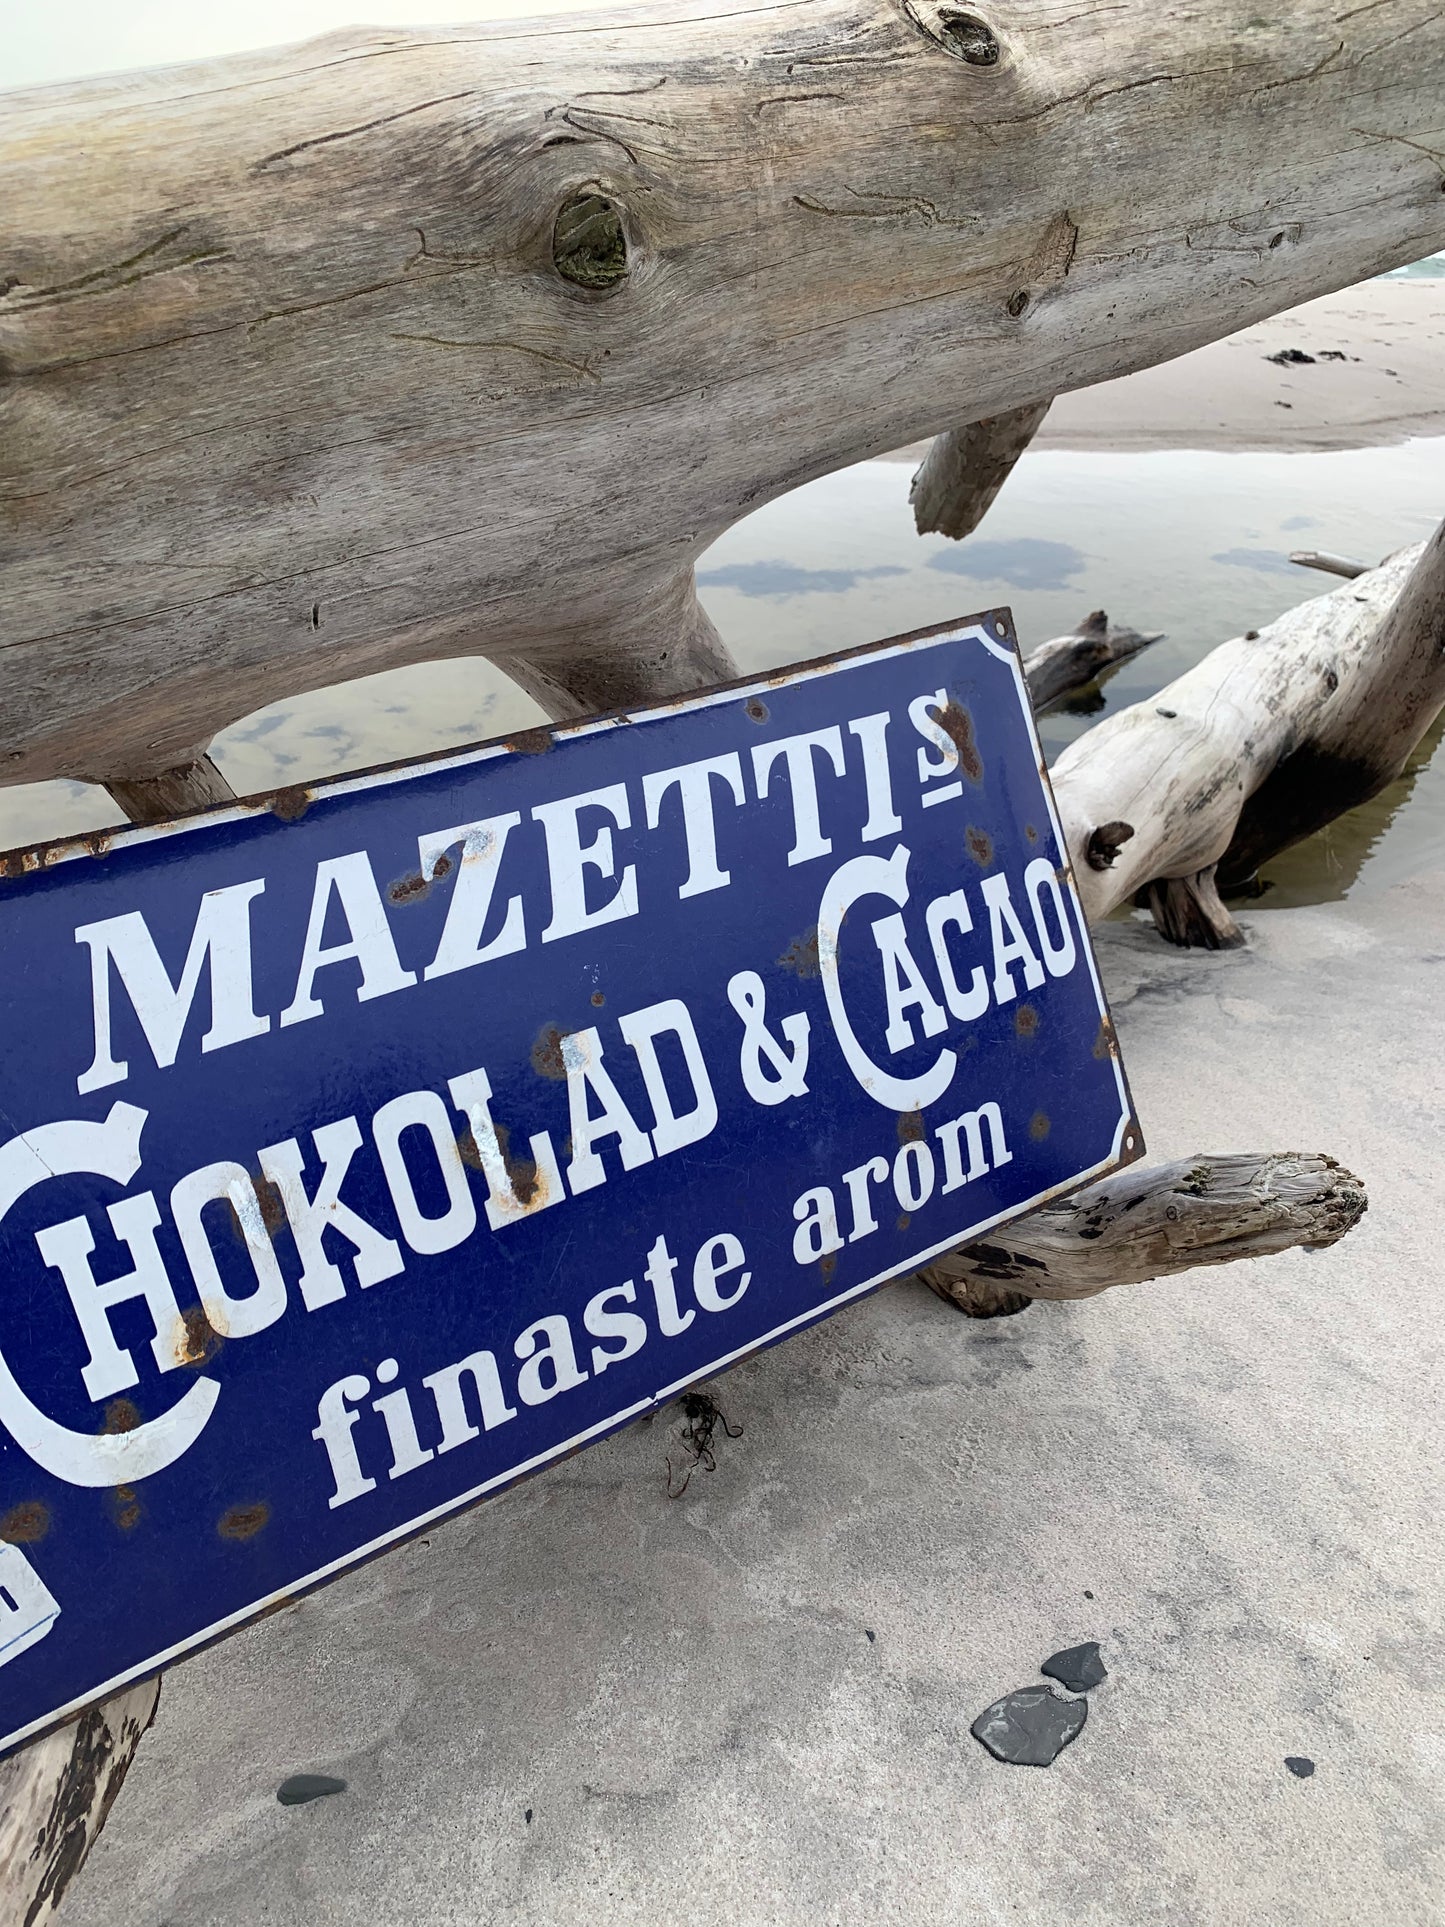 MAZETTIS
CHOKOLAD & CACAO
finaste arom